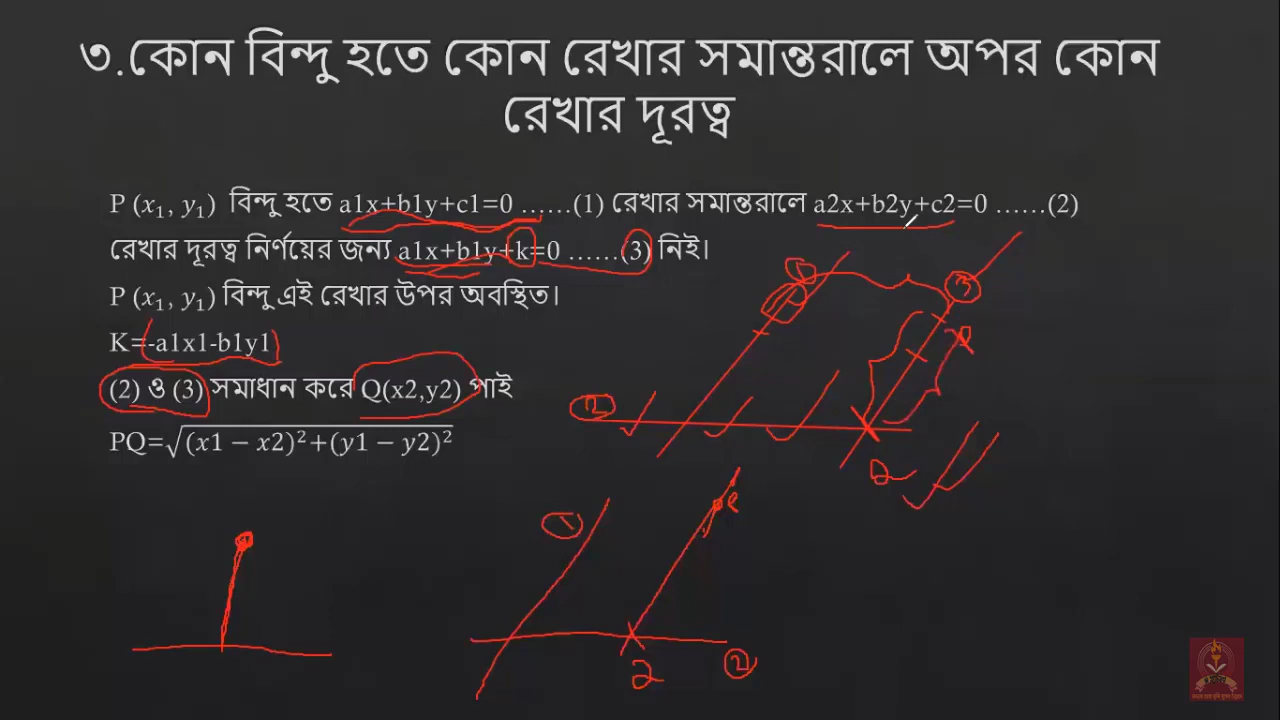 ৩.কোন বিন্দু হতে কোন রেখার সমান্তরালে অপর কোন
রেখার দূরত্ব
P (x₁, y₁) বিন্দু হতে a1x+b1y+c1=0 ......(1) রেখার সমান্তরালে a2x+b2y+c2=0 ......(2)
রেখার দূরত্ব নির্ণয়ের জন্য a1x+b1y+k=0 ......(3) নিই।
P (x₁, y₁) বিন্দু এই রেখার উপর অবস্থিত।
K=-a1x1-b1y1
(2) ও (3) সমাধান করে Q(x2,y2) পাই
PQ=√(x1 − x2)²+(y1 − y2)²